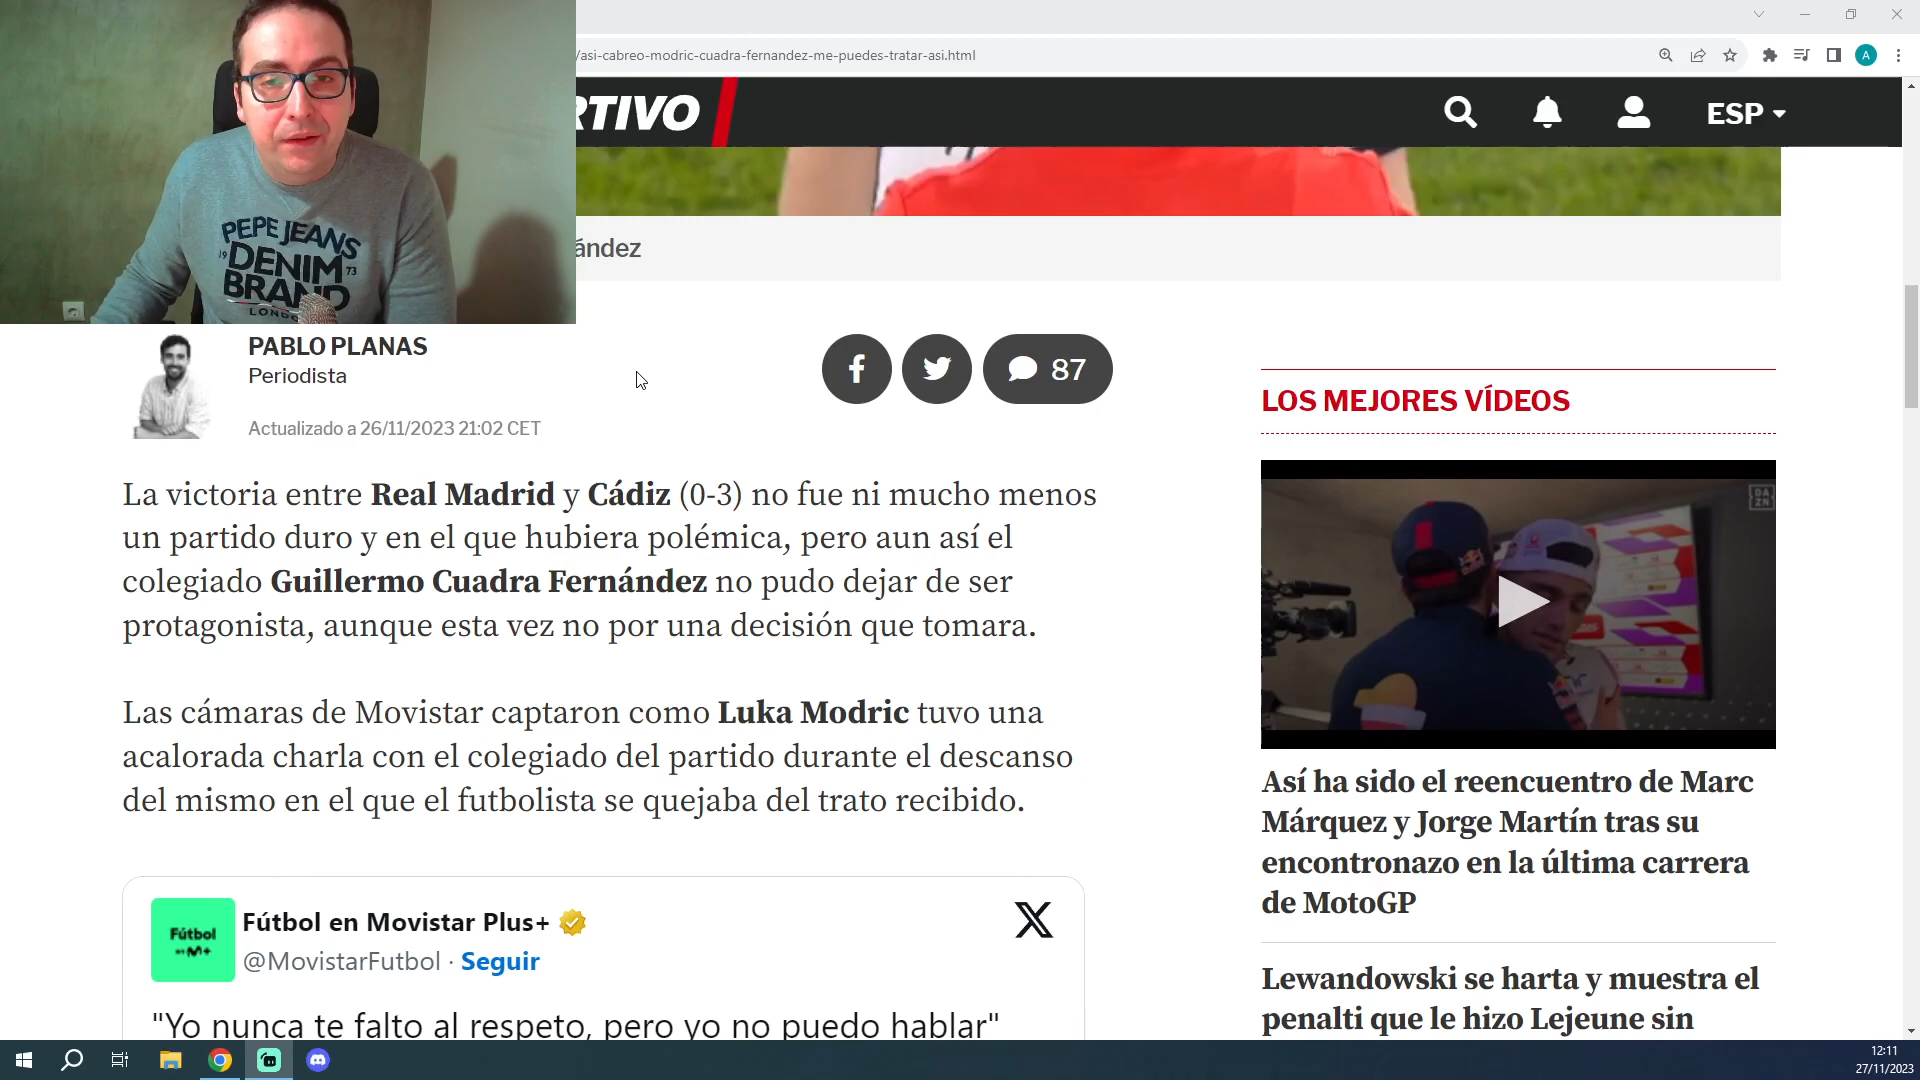 /asi-cabreo-modric-cuadra-fernandez-me-puedes-tratar-asi.html
A
RTIVO
ESP
ández
PEPE JEANS
19 DENIM 73
BRAND
PABLO PLANAS
Periodista
87
Actualizado a 26/11/2023 21:02 CET
La victoria entre Real Madrid y Cádiz (0-3) no fue ni mucho menos
un partido duro y en el que hubiera polémica, pero aun así el
colegiado Guillermo Cuadra Fernández no pudo dejar de ser
protagonista, aunque esta vez no por una decisión que tomara.
Las cámaras de Movistar captaron como Luka Modric tuvo una
acalorada charla con el colegiado del partido durante el descanso
del mismo en el que el futbolista se quejaba del trato recibido.
Fútbol
en M+
Fútbol en Movistar Plus+
@MovistarFutbol · Seguir
"Yo nunca te falto al respeto, pero yo no puedo hablar"
LOS MEJORES VÍDEOS
DA
ZN
Así ha sido el reencuentro de Marc
Márquez y Jorge Martín tras su
encontronazo en la última carrera
de MotoGP
Lewandowski se harta y muestra el
penalti que le hizo Lejeune sin
12:11
27/11/2023